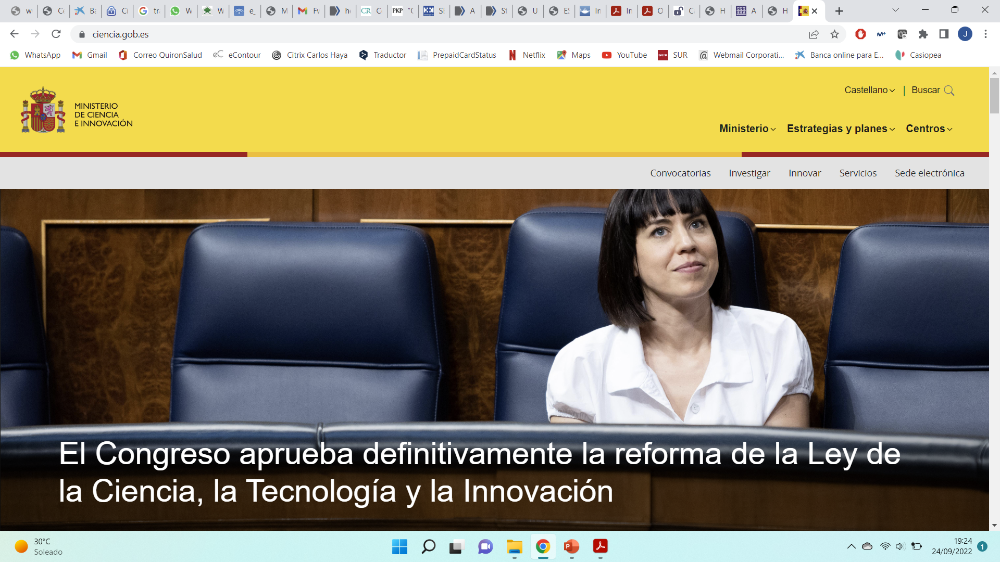 ciencia.gob.es
WhatsApp Gmail Correo QuironSalud eContour Citrix Carlos Haya Traductor PrepaidCardStatus Netflix Maps YouTube SUR Webmail Corporati... Banca online para E... Casiopea
Castellano | Buscar
MINISTERIO
DE CIENCIA
E INNOVACIÓN
Ministerio Estrategias y planes Centros
Convocatorias Investigar Innovar Servicios Sede electrónica
El Congreso aprueba definitivamente la reforma de la Ley de
la Ciencia, la Tecnología y la Innovación
30°C
Soleado
19:24
24/09/2022
1